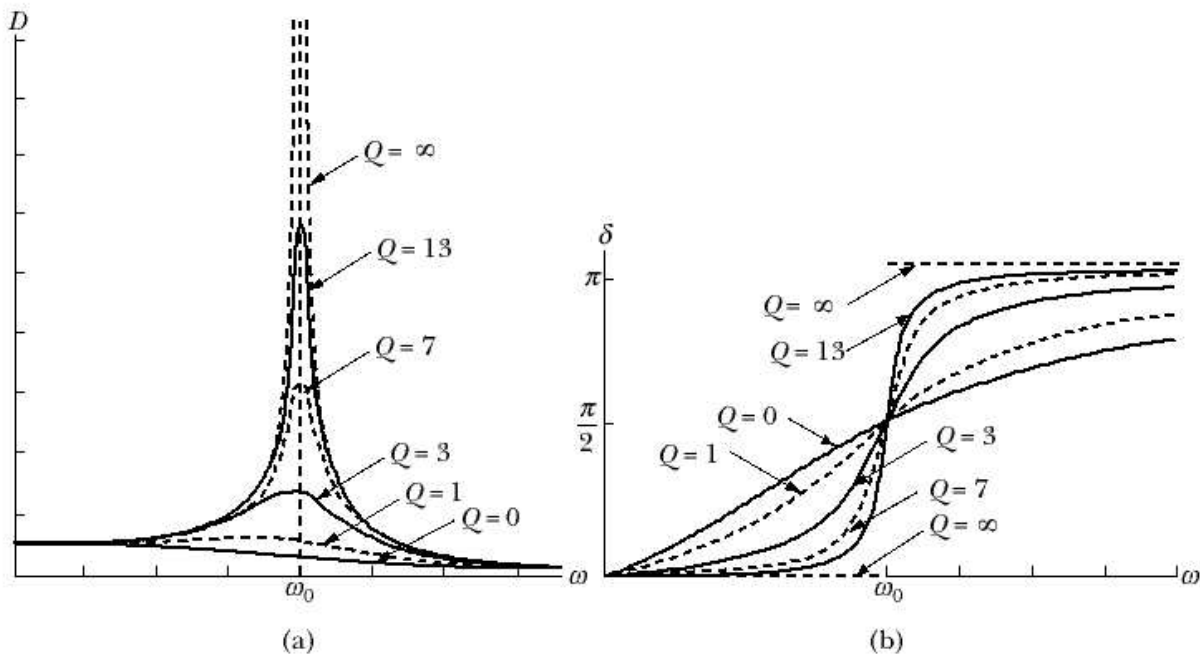 D
Q = ∞
Q = 13
Q = 7
Q = 3
Q = 1
Q = 0
ω
ω₀
(a)
δ
π
Q = ∞
Q = 13
π/2
Q = 0
Q = 1
Q = 3
Q = 7
Q = ∞
ω₀
ω
(b)